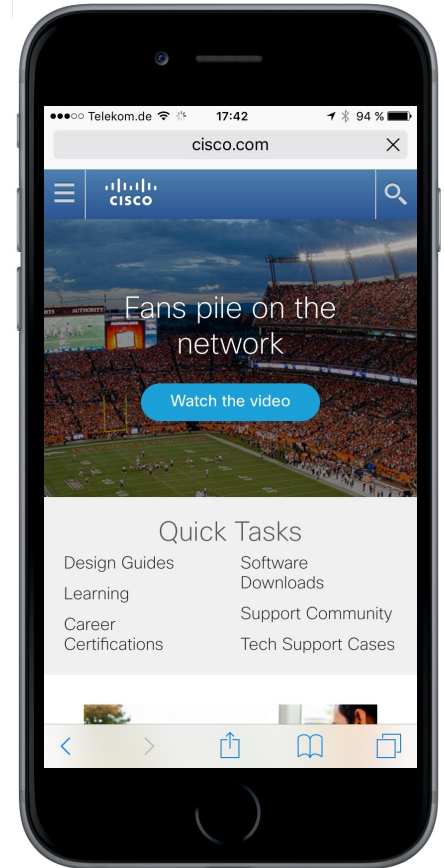 Telekom.de 17:42 94 %
cisco.com
CISCO
AUTHORITY
Fans pile on the
network
Watch the video
Quick Tasks
Design Guides
Learning
Career
Certifications
Software
Downloads
Support Community
Tech Support Cases